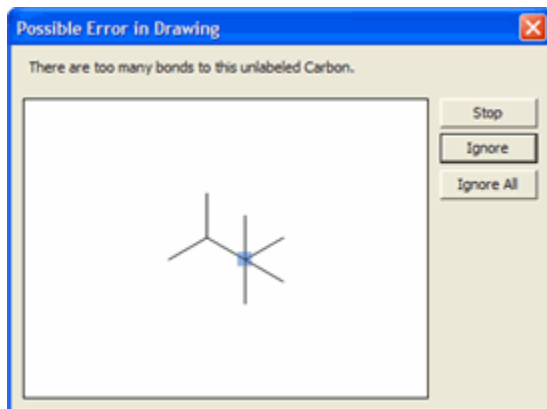 Possible Error in Drawing
There are too many bonds to this unlabeled Carbon.
Stop
Ignore
Ignore All